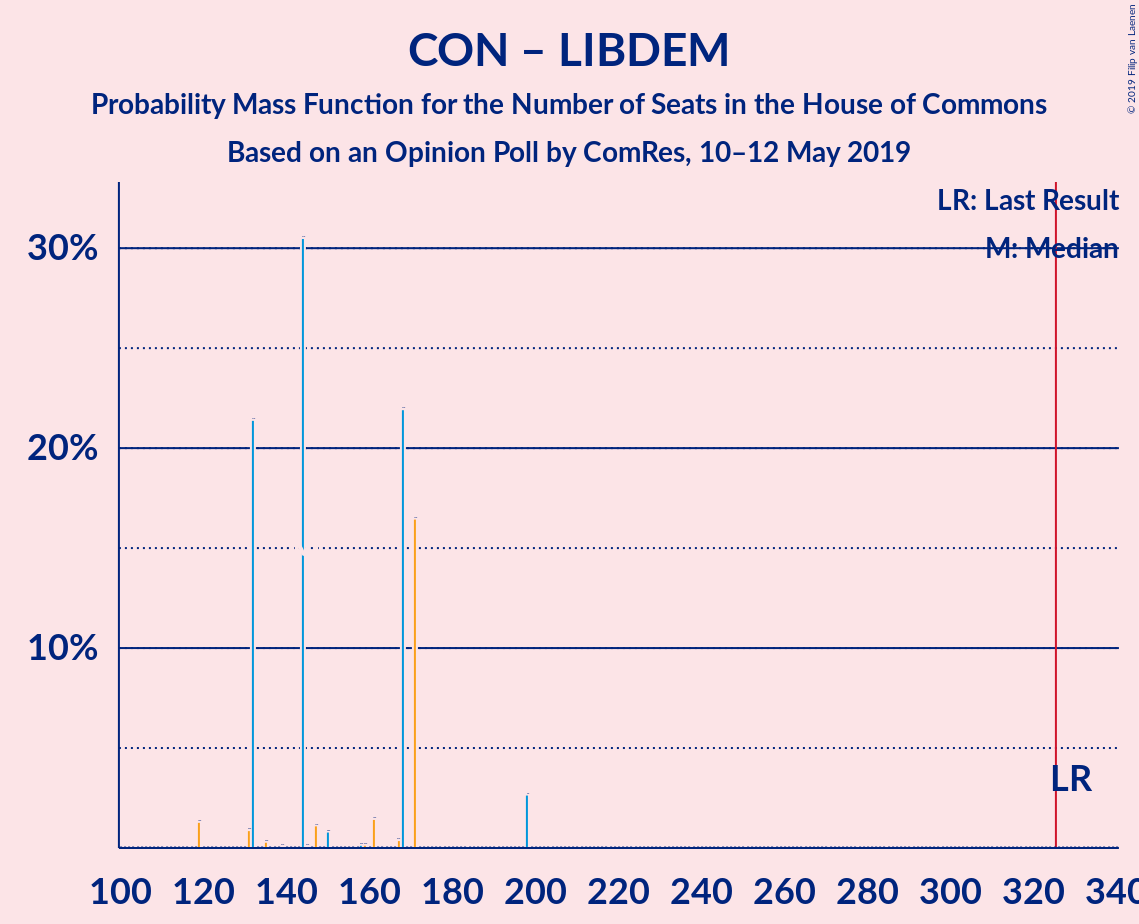 CON – LIBDEM
Probability Mass Function for the Number of Seats in the House of Commons
Based on an Opinion Poll by ComRes, 10–12 May 2019
© 2019 Filip van Laenen
LR: Last Result
M: Median
30%
20%
10%
LR
100 120 140 160 180 200 220 240 260 280 300 320 340